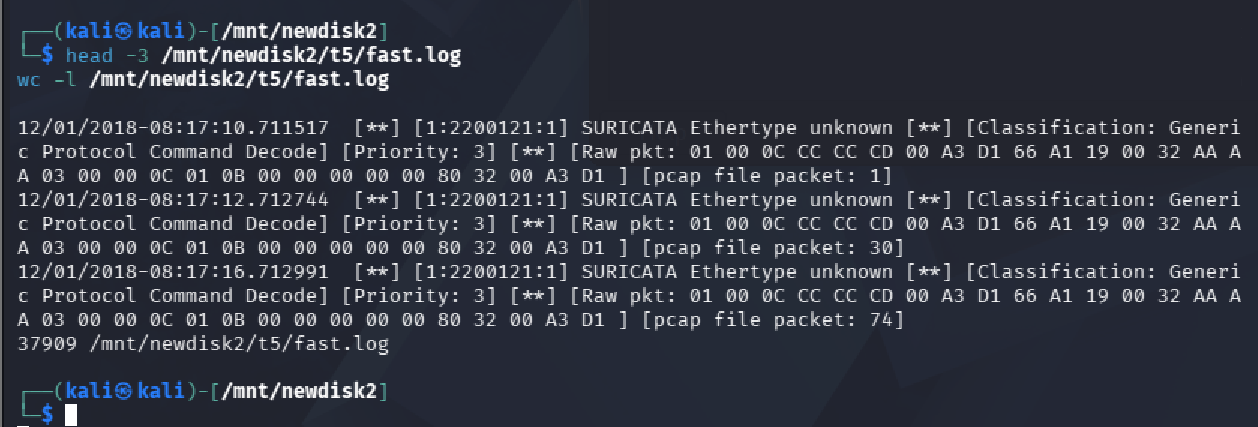 ┌──(kali㉿kali)-[/mnt/newdisk2]
└─$ head -3 /mnt/newdisk2/t5/fast.log
wc -l /mnt/newdisk2/t5/fast.log
12/01/2018-08:17:10.711517  [**] [1:2200121:1] SURICATA Ethertype unknown [**] [Classification: Generi
c Protocol Command Decode] [Priority: 3] [**] [Raw pkt: 01 00 0C CC CC CD 00 A3 D1 66 A1 19 00 32 AA A
A 03 00 00 0C 01 0B 00 00 00 00 00 80 32 00 A3 D1 ] [pcap file packet: 1]
12/01/2018-08:17:12.712744  [**] [1:2200121:1] SURICATA Ethertype unknown [**] [Classification: Generi
c Protocol Command Decode] [Priority: 3] [**] [Raw pkt: 01 00 0C CC CC CD 00 A3 D1 66 A1 19 00 32 AA A
A 03 00 00 0C 01 0B 00 00 00 00 00 80 32 00 A3 D1 ] [pcap file packet: 30]
12/01/2018-08:17:16.712991  [**] [1:2200121:1] SURICATA Ethertype unknown [**] [Classification: Generi
c Protocol Command Decode] [Priority: 3] [**] [Raw pkt: 01 00 0C CC CC CD 00 A3 D1 66 A1 19 00 32 AA A
A 03 00 00 0C 01 0B 00 00 00 00 00 80 32 00 A3 D1 ] [pcap file packet: 74]
37909 /mnt/newdisk2/t5/fast.log
┌──(kali㉿kali)-[/mnt/newdisk2]
└─$